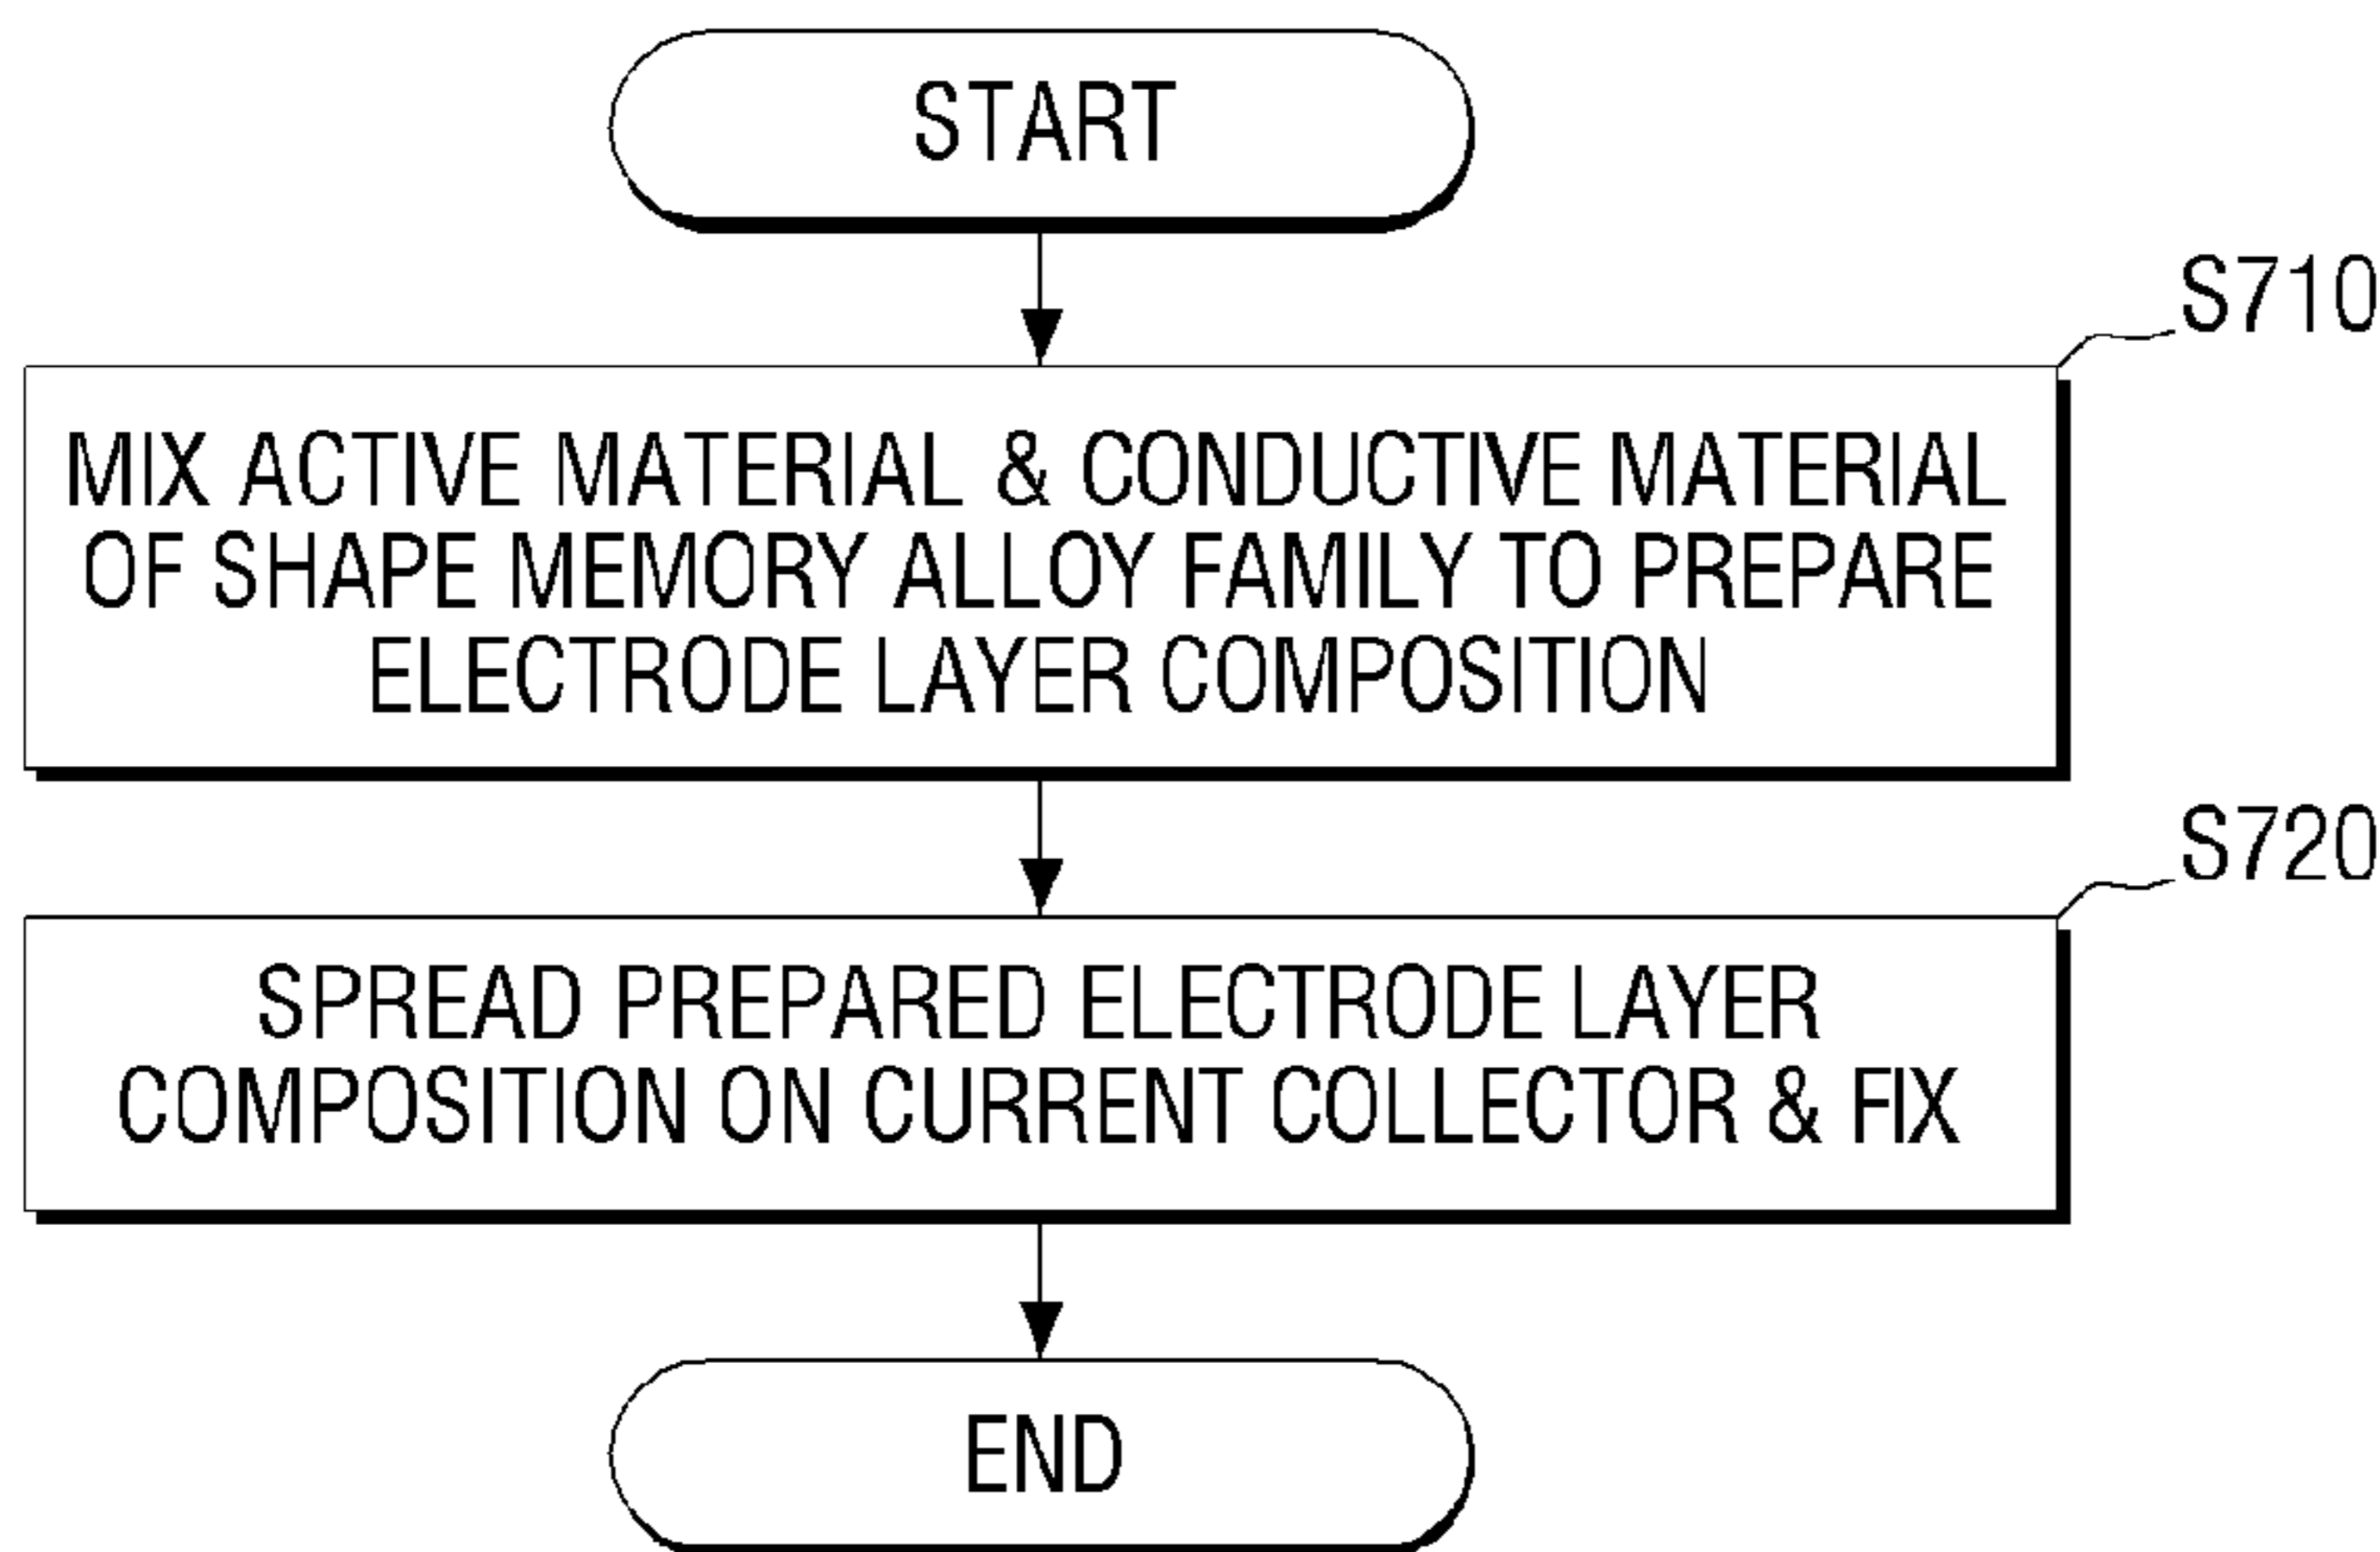 START
S710
MIX ACTIVE MATERIAL & CONDUCTIVE MATERIAL
OF SHAPE MEMORY ALLOY FAMILY TO PREPARE
ELECTRODE LAYER COMPOSITION
S720
SPREAD PREPARED ELECTRODE LAYER
COMPOSITION ON CURRENT COLLECTOR & FIX
END